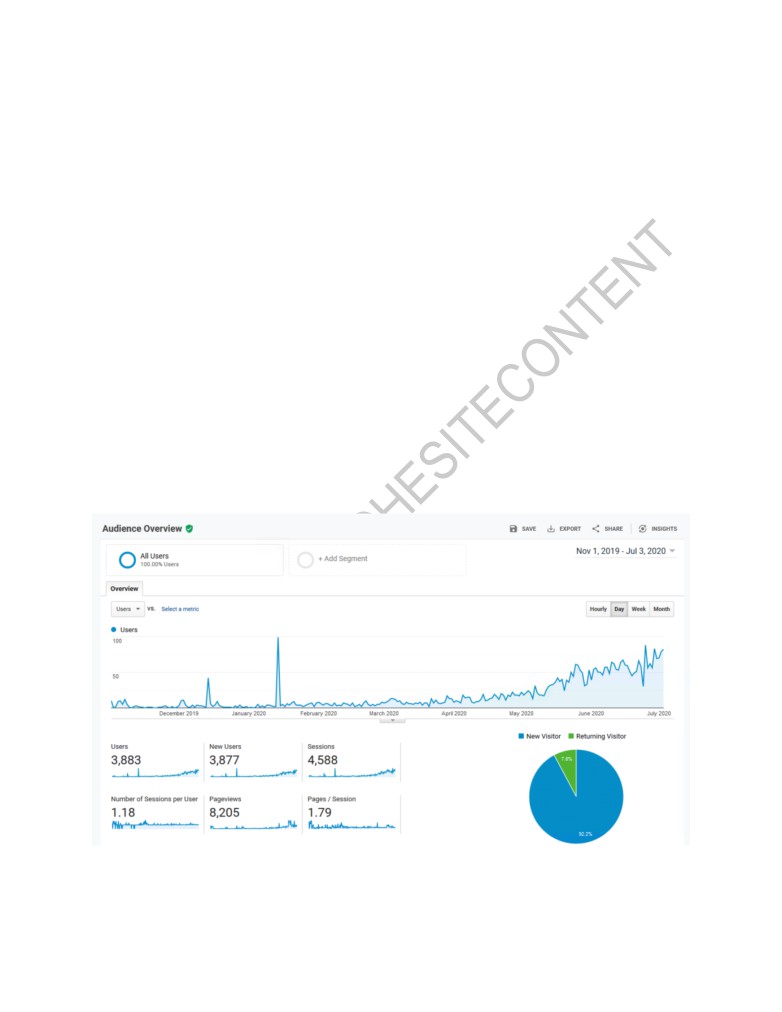 HESITECONTENT
Audience Overview
SAVE EXPORT SHARE INSIGHTS
All Users
100.00% Users
+ Add Segment
Nov 1, 2019 - Jul 3, 2020
Overview
Users VS. Select a metric
Hourly Day Week Month
Users
100
50
December 2019 January 2020 February 2020 March 2020 April 2020 May 2020 June 2020 July 2020
New Visitor Returning Visitor
Users New Users Sessions
3,883 3,877 4,588
7.8%
Number of Sessions per User Pageviews Pages / Session
1.18 8,205 1.79
92.2%